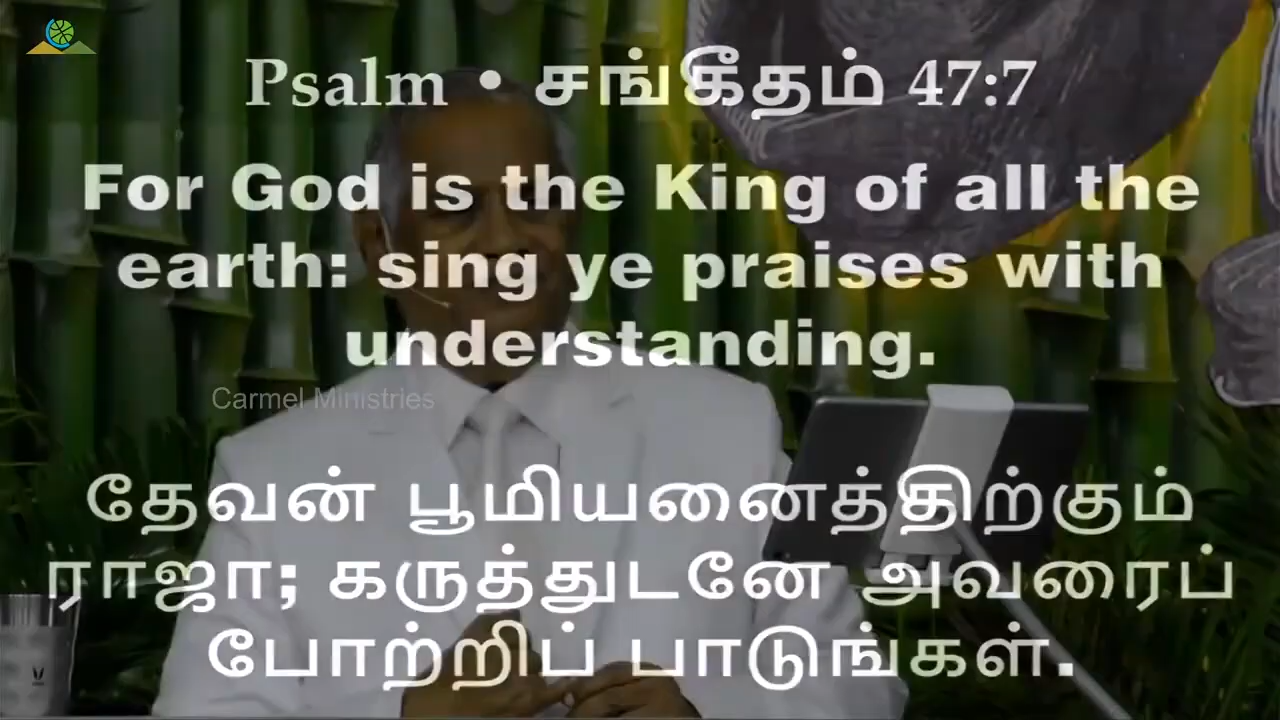 Psalm • சங்கீதம் 47:7
For God is the King of all the
earth: sing ye praises with
understanding.
Carmel Ministries
தேவன் பூமியனைத்திற்கும்
ராஜா; கருத்துடனே அவரைப்
போற்றிப் பாடுங்கள்.